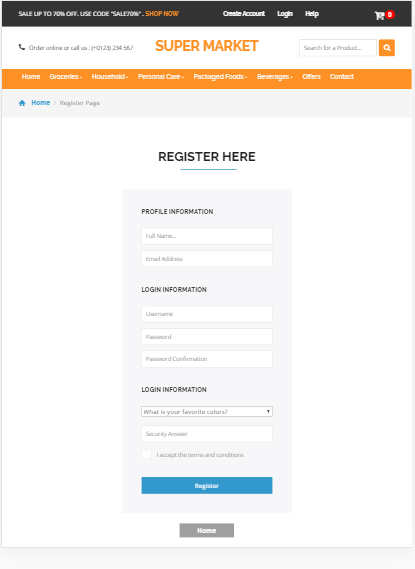 SALE UP TO 70% OFF. USE CODE "SALE70%" . SHOP NOW
Create Account Login Help
0
Order online or call us : (+0123) 234 567
SUPER MARKET
Search for a Product...
Home Groceries Household Personal Care Packaged Foods Beverages Offers Contact
Home / Register Page
REGISTER HERE
PROFILE INFORMATION
Full Name...
Email Address
LOGIN INFORMATION
Username
Password
Password Confirmation
LOGIN INFORMATION
What is your favorite colors?
Security Answer
I accept the terms and conditions
Register
Home